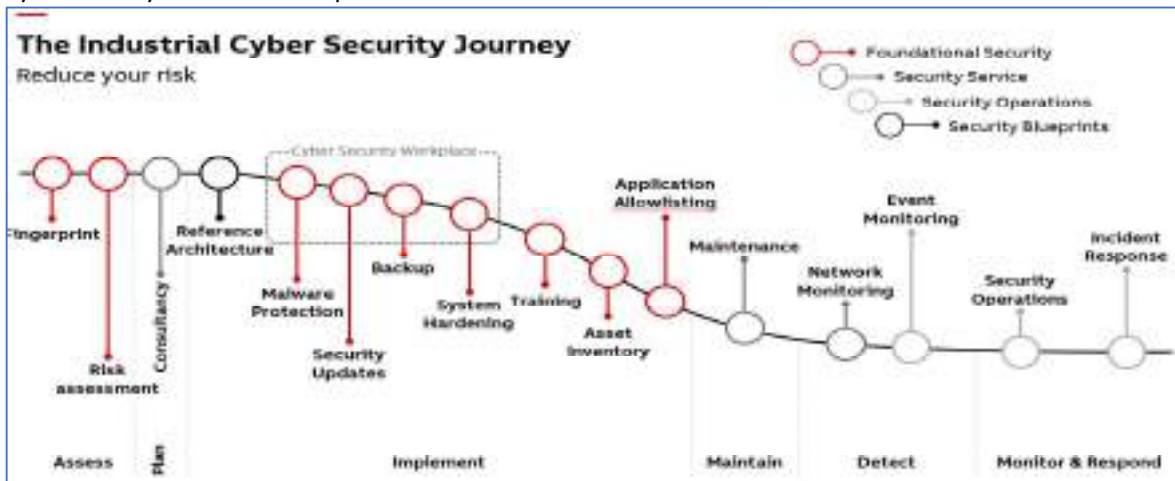 The Industrial Cyber Security Journey
Reduce your risk
Foundational Security
Security Service
Security Operations
Security Blueprints
Cyber Security Workplace
Fingerprint
Risk
assessment
Consultancy
Reference
Architecture
Malware
Protection
Security
Updates
Backup
System
Hardening
Training
Asset
Inventory
Application
Allowlisting
Maintenance
Network
Monitoring
Event
Monitoring
Security
Operations
Incident
Response
Assess
Plan
Implement
Maintain
Detect
Monitor & Respond